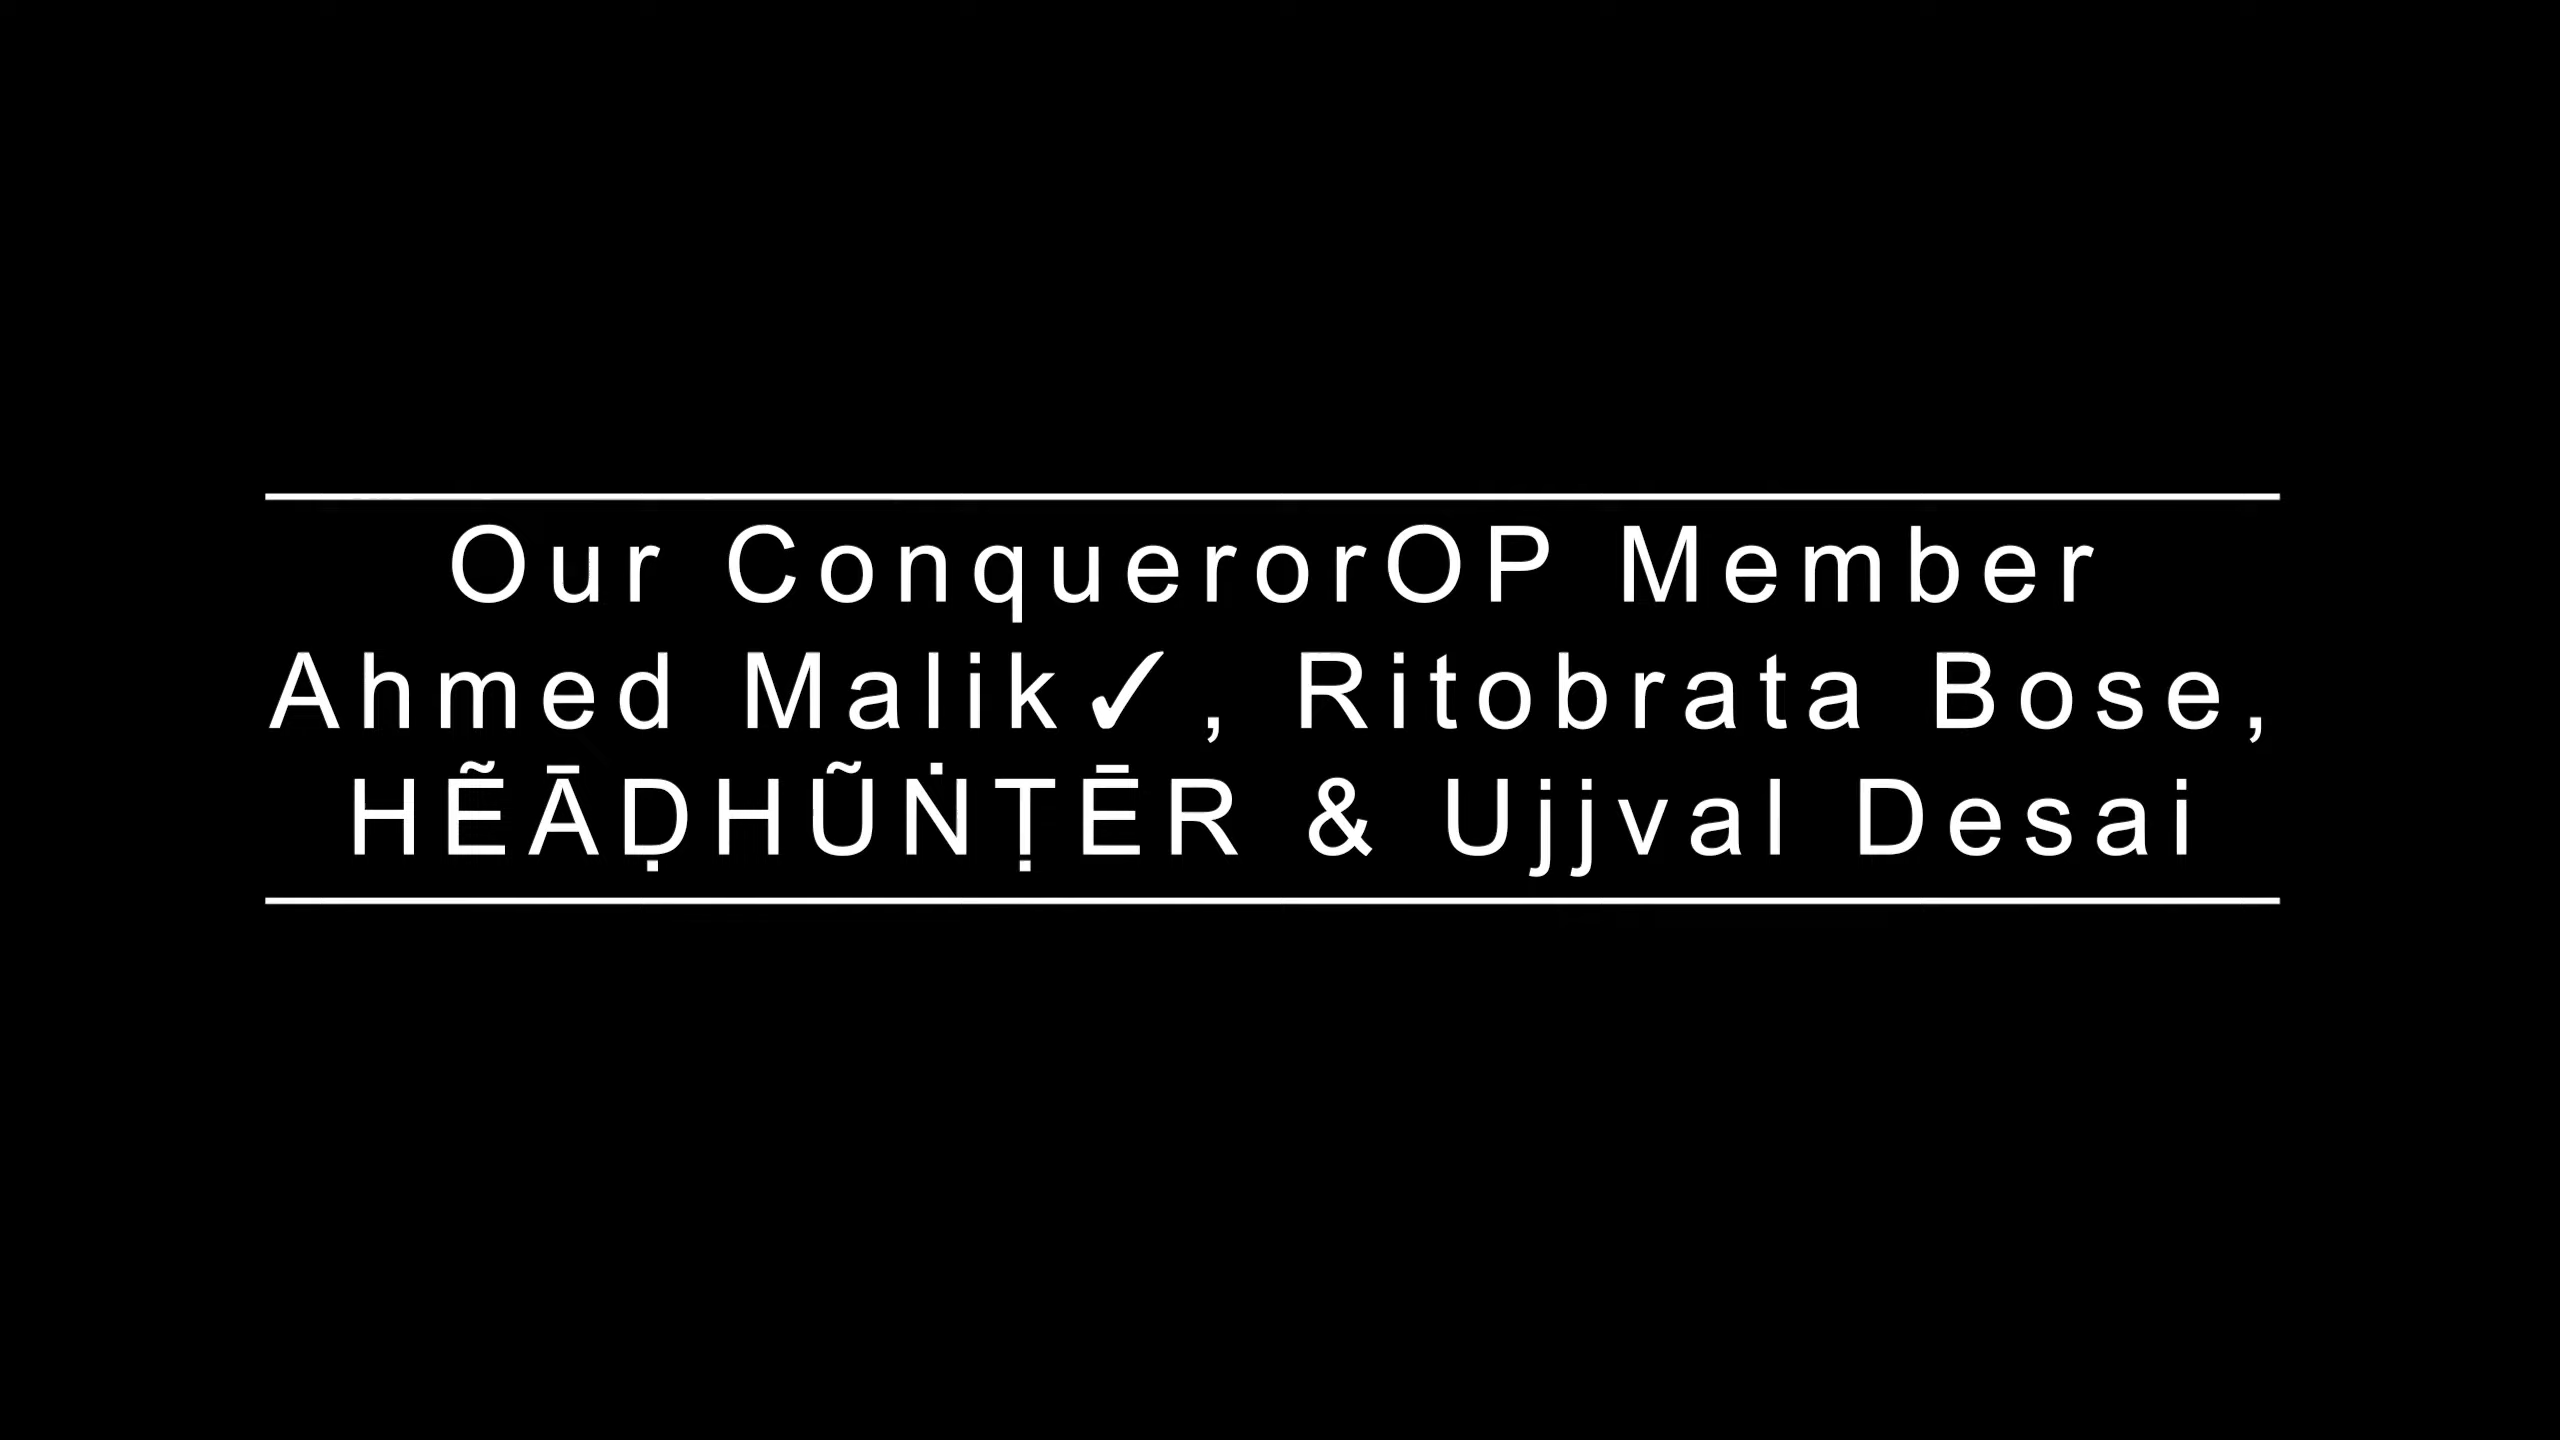 Our ConquerorOP Member
Ahmed Malik✓, Ritobrata Bose,
HẼĀḌHŨṄṬĒR & Ujjval Desai